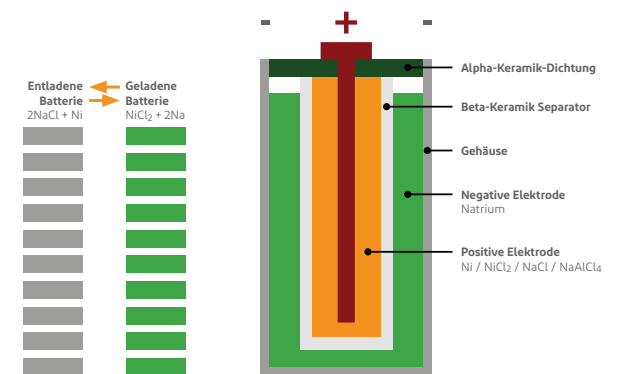 - + -
Alpha-Keramik-Dichtung
Entladene Geladene
Batterie Batterie
2NaCl + Ni NiCl₂ + 2Na
Beta-Keramik Separator
Gehäuse
Negative Elektrode
Natrium
Positive Elektrode
Ni / NiCl₂ / NaCl / NaAlCl₄